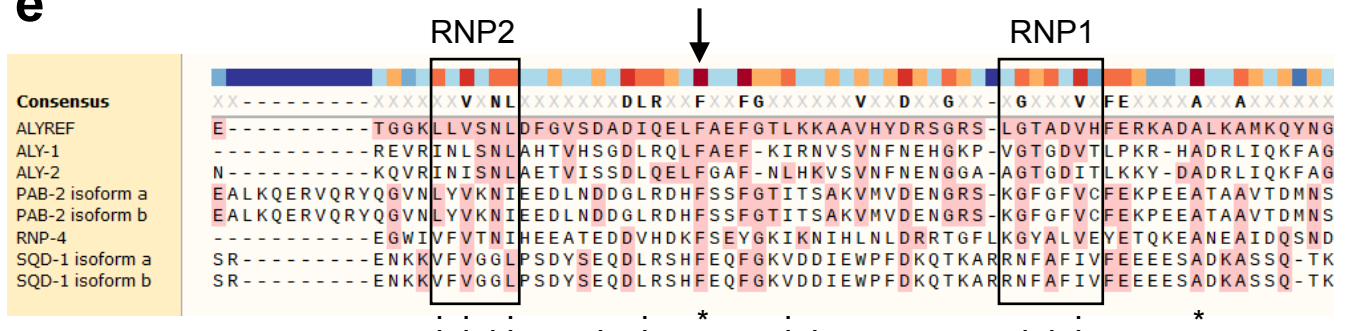 e
RNP2 RNP1
Consensus XX---------XXXXXXVXNLXXXXXXXDLRXXFXXFGXXXXXXVXXDXXGXX-XGXXXVXFEXXXXAXXAXXXXXX
ALYREF E----------TGGKLLVSNLDFGVSDADIQELFAEFGTLKKAAVHYDRSGRS-LGTADVHFERKADALKAMKQYNG
ALY-1 -----------REVRINLSNLAHTVHSGDLRQLFAEF-KIRNVSVNFNEHGKP-VGTGDVTLPKR-HADRLIQKFAG
ALY-2 N----------KQVRINISNLAETVISSDLQELFGAF-NLHKVSVNFNENGGA-AGTGDITLKKY-DADRLIQKFAG
PAB-2 isoform a EALKQERVQRYQGVNLYVKNIEEDLNDDGLRDHFSSFGTITSAKVMVDENGRS-KGFGFVCFEKPEEATAAVTDMNS
PAB-2 isoform b EALKQERVQRYQGVNLYVKNIEEDLNDDGLRDHFSSFGTITSAKVMVDENGRS-KGFGFVCFEKPEEATAAVTDMNS
RNP-4 -----------EGWIVFVTNIHEEATEDDVHDKFSEYGKIKNIHLNLDRRTGFLKGYALVEYETQKEANEAIDQSND
SQD-1 isoform a SR---------ENKKVFVGGLPSDYSEQDLRSHFEQFGKVDDIEWPFDKQTKARRNFAFIVFEEEESADKASSQ-TK
SQD-1 isoform b SR---------ENKKVFVGGLPSDYSEQDLRSHFEQFGKVDDIEWPFDKQTKARRNFAFIVFEEEESADKASSQ-TK
* *